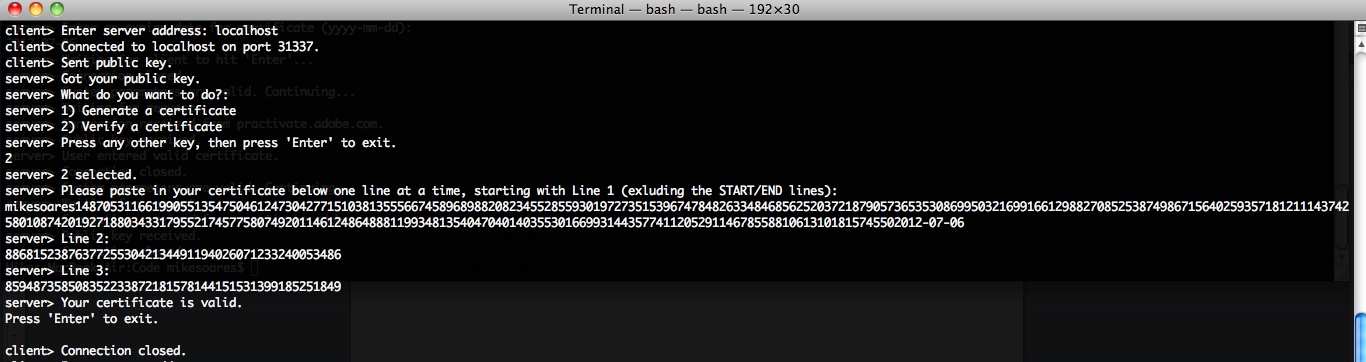 Terminal — bash — bash — 192×30
client> Enter server address: localhost
client> Connected to localhost on port 31337.
client> Sent public key.
server> Got your public key.
server> What do you want to do?:
server> 1) Generate a certificate
server> 2) Verify a certificate
server> Press any other key, then press 'Enter' to exit.
2
server> 2 selected.
server> Please paste in your certificate below one line at a time, starting with Line 1 (exluding the START/END lines):
mikesoares14870531166199055135475046124730427715103813555667458968988208234552855930197273515396747848263348468562520372187905736535308699503216991661298827085253874986715640259357181211143742
58010874201927188034331795521745775807492011461248648881199348135404704014035530166993144357741120529114678558810613101815745502012-07-06
server> Line 2:
886815238763772553042134491194026071233240053486
server> Line 3:
859487358508352233872181578144151531399185251849
server> Your certificate is valid.
Press 'Enter' to exit.
client> Connection closed.